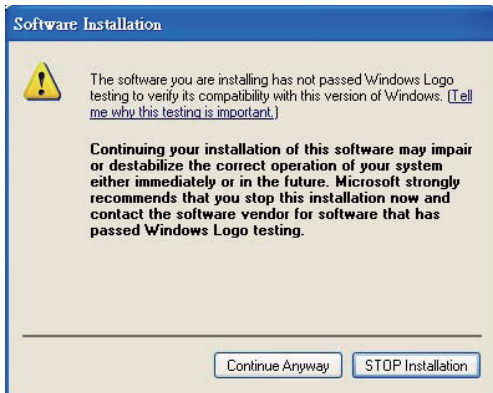 Software Installation
The software you are installing has not passed Windows Logo
testing to verify its compatibility with this version of Windows. (Tell
me why this testing is important.)
Continuing your installation of this software may impair
or destabilize the correct operation of your system
either immediately or in the future. Microsoft strongly
recommends that you stop this installation now and
contact the software vendor for software that has
passed Windows Logo testing.
Continue Anyway
STOP Installation